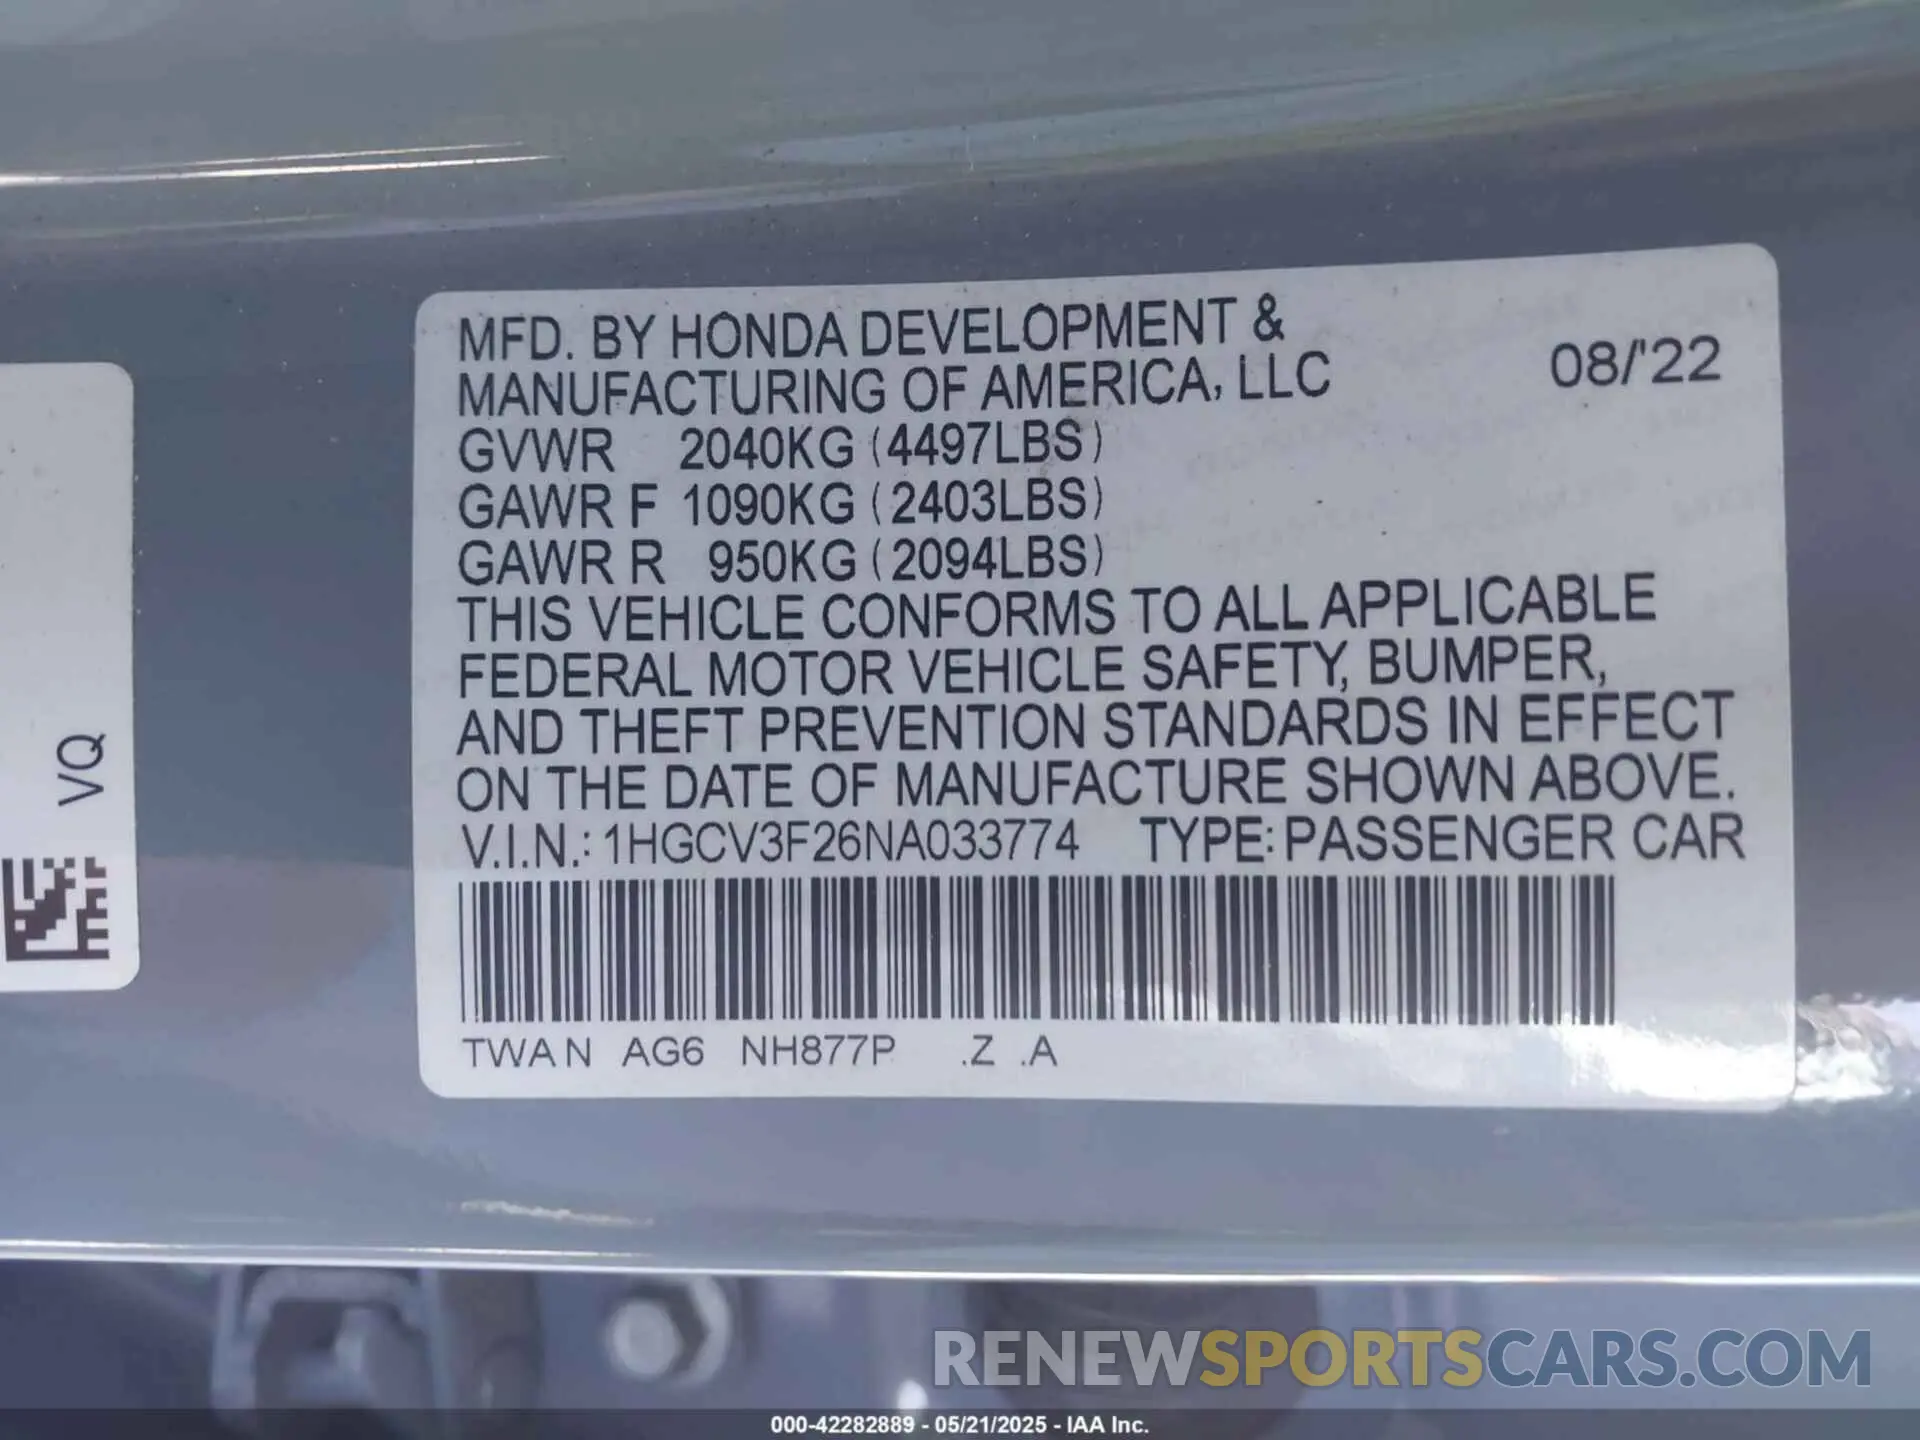 MFD. BY HONDA DEVELOPMENT &
MANUFACTURING OF AMERICA, LLC 08/'22
GVWR 2040KG (4497LBS)
GAWR F 1090KG (2403LBS)
GAWR R 950KG (2094LBS)
THIS VEHICLE CONFORMS TO ALL APPLICABLE
FEDERAL MOTOR VEHICLE SAFETY, BUMPER,
AND THEFT PREVENTION STANDARDS IN EFFECT
ON THE DATE OF MANUFACTURE SHOWN ABOVE.
V.I.N.: 1HGCV3F26NA033774 TYPE: PASSENGER CAR
TWAN AG6 NH877P .Z .A
VQ
RENEWSPORTSCARS.COM
000-42282889 - 05/21/2025 - IAA Inc.